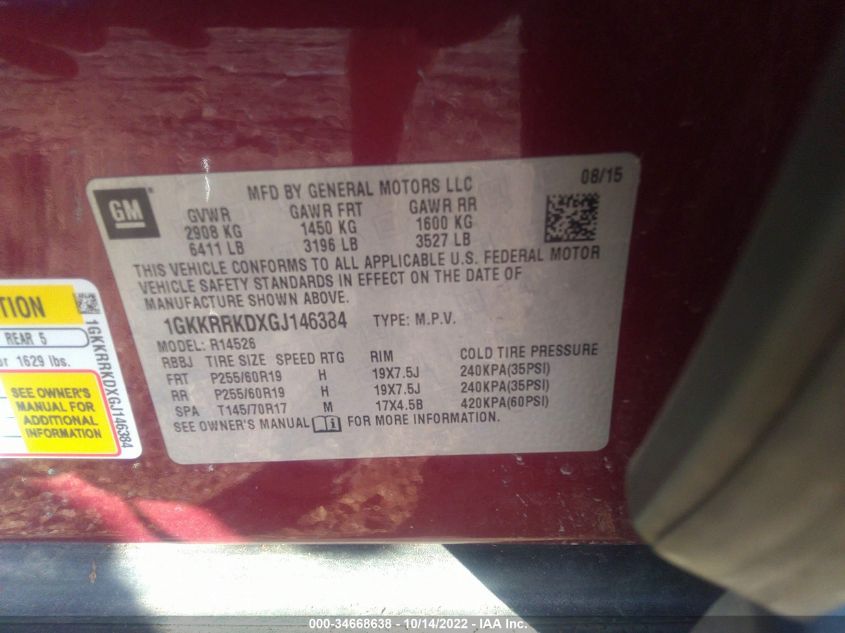 GM
MFD BY GENERAL MOTORS LLC
08/15
GVWR GAWR FRT GAWR RR
2908 KG 1450 KG 1600 KG
6411 LB 3196 LB 3527 LB
THIS VEHICLE CONFORMS TO ALL APPLICABLE U.S. FEDERAL MOTOR
VEHICLE SAFETY STANDARDS IN EFFECT ON THE DATE OF
MANUFACTURE SHOWN ABOVE.
1GKKRRKDXGJ146384 TYPE: M.P.V.
MODEL: R14526
RBBJ TIRE SIZE SPEED RTG RIM COLD TIRE PRESSURE
FRT P255/60R19 H 19X7.5J 240KPA(35PSI)
RR P255/60R19 H 19X7.5J 240KPA(35PSI)
SPA T145/70R17 M 17X4.5B 420KPA(60PSI)
SEE OWNER'S MANUAL FOR MORE INFORMATION.
TION
REAR 5
or 1629 lbs.
SEE OWNER'S
MANUAL FOR
ADDITIONAL
INFORMATION
1GKKRRKDXGJ146384
000-34668638 - 10/14/2022 - IAA Inc.